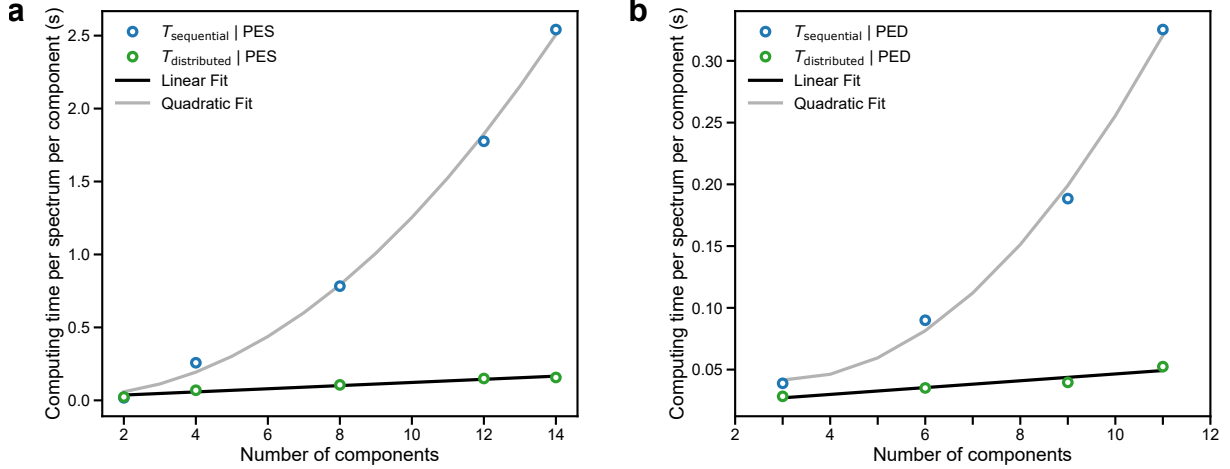 a
Computing time per spectrum per component (s)
2.5
2.0
1.5
1.0
0.5
0.0
T_sequential | PES
T_distributed | PES
Linear Fit
Quadratic Fit
2 4 6 8 10 12 14
Number of components
b
Computing time per spectrum per component (s)
0.30
0.25
0.20
0.15
0.10
0.05
T_sequential | PED
T_distributed | PED
Linear Fit
Quadratic Fit
2 4 6 8 10 12
Number of components